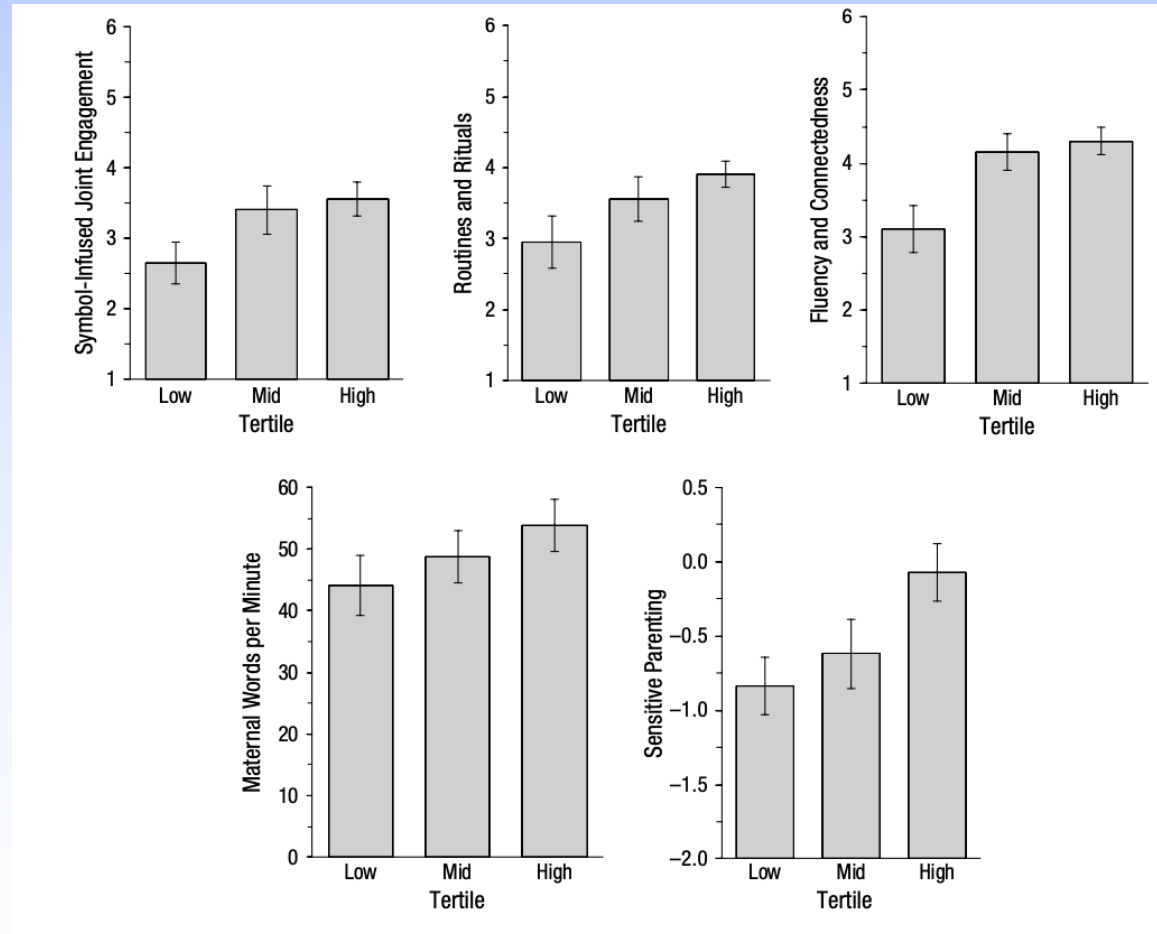 Symbol-Infused Joint Engagement
6
5
4
3
2
1
Low Mid High
Tertile
Routines and Rituals
6
5
4
3
2
1
Low Mid High
Tertile
Fluency and Connectedness
6
5
4
3
2
1
Low Mid High
Tertile
Maternal Words per Minute
60
50
40
30
20
10
0
Low Mid High
Tertile
Sensitive Parenting
0.5
0.0
–0.5
–1.0
–1.5
–2.0
Low Mid High
Tertile